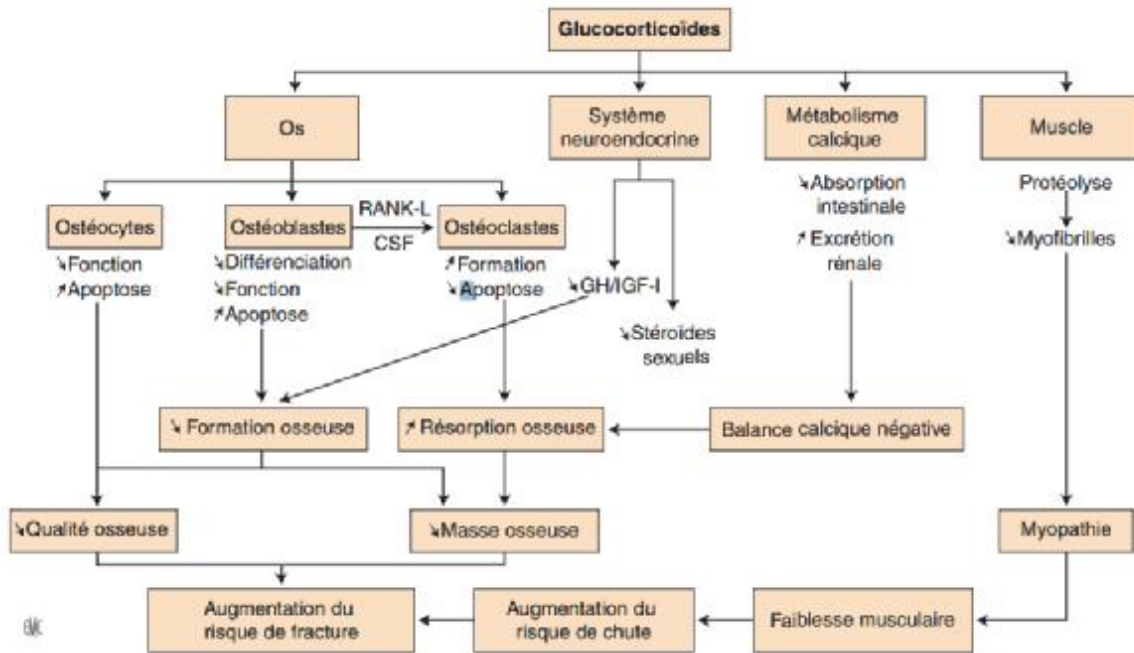 Glucocorticoïdes
Os
Système
neuroendocrine
Métabolisme
calcique
Muscle
↘Absorption
intestinale
↗ Excrétion
rénale
Protéolyse
↘Myofibrilles
Ostéocytes
Ostéoblastes
RANK-L
CSF
Ostéoclastes
↘Fonction
↗Apoptose
↘Différenciation
↘Fonction
↗Apoptose
↗Formation
↘Apoptose
↘GH/IGF-I
↘Stéroïdes
sexuels
↘ Formation osseuse
↗ Résorption osseuse
Balance calcique négative
↘Qualité osseuse
↘Masse osseuse
Myopathie
Augmentation du
risque de fracture
Augmentation du
risque de chute
Faiblesse musculaire
EMC